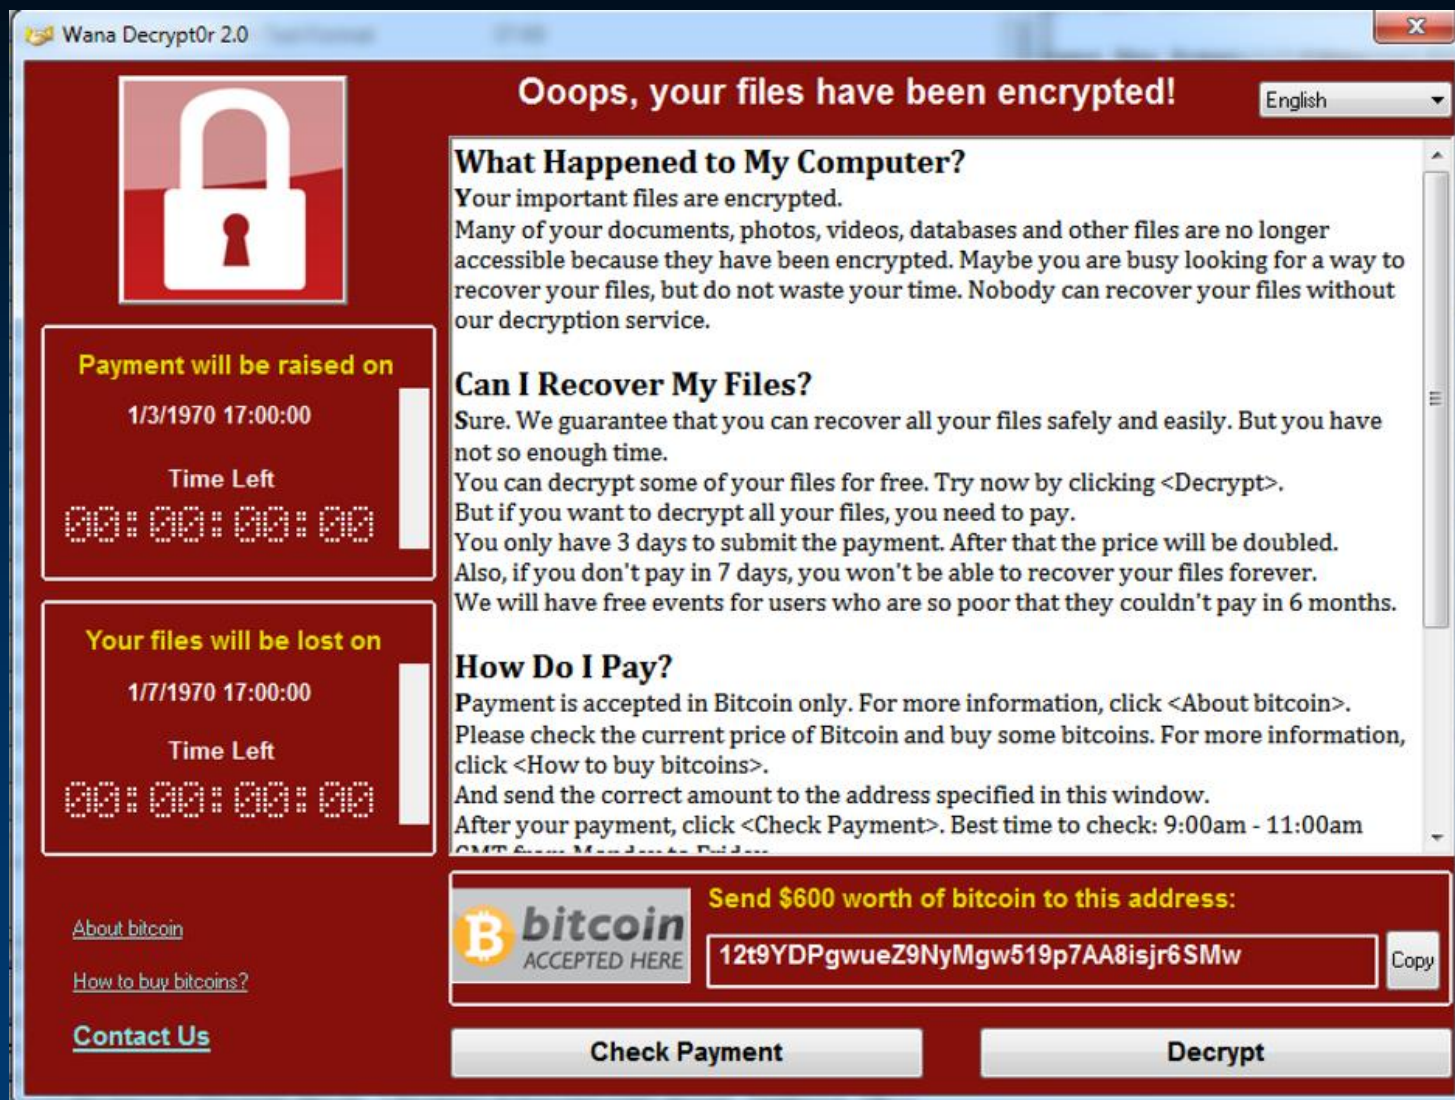 Wana Decrypt0r 2.0
Ooops, your files have been encrypted!
English
Payment will be raised on
1/3/1970 17:00:00
Time Left
00:00:00:00
Your files will be lost on
1/7/1970 17:00:00
Time Left
00:00:00:00
About bitcoin
How to buy bitcoins?
Contact Us
What Happened to My Computer?
Your important files are encrypted.
Many of your documents, photos, videos, databases and other files are no longer
accessible because they have been encrypted. Maybe you are busy looking for a way to
recover your files, but do not waste your time. Nobody can recover your files without
our decryption service.
Can I Recover My Files?
Sure. We guarantee that you can recover all your files safely and easily. But you have
not so enough time.
You can decrypt some of your files for free. Try now by clicking <Decrypt>.
But if you want to decrypt all your files, you need to pay.
You only have 3 days to submit the payment. After that the price will be doubled.
Also, if you don't pay in 7 days, you won't be able to recover your files forever.
We will have free events for users who are so poor that they couldn't pay in 6 months.
How Do I Pay?
Payment is accepted in Bitcoin only. For more information, click <About bitcoin>.
Please check the current price of Bitcoin and buy some bitcoins. For more information,
click <How to buy bitcoins>.
And send the correct amount to the address specified in this window.
After your payment, click <Check Payment>. Best time to check: 9:00am - 11:00am
GMT from Monday to Friday
bitcoin
ACCEPTED HERE
Send $600 worth of bitcoin to this address:
12t9YDPgwueZ9NyMgw519p7AA8isjr6SMw
Copy
Check Payment
Decrypt